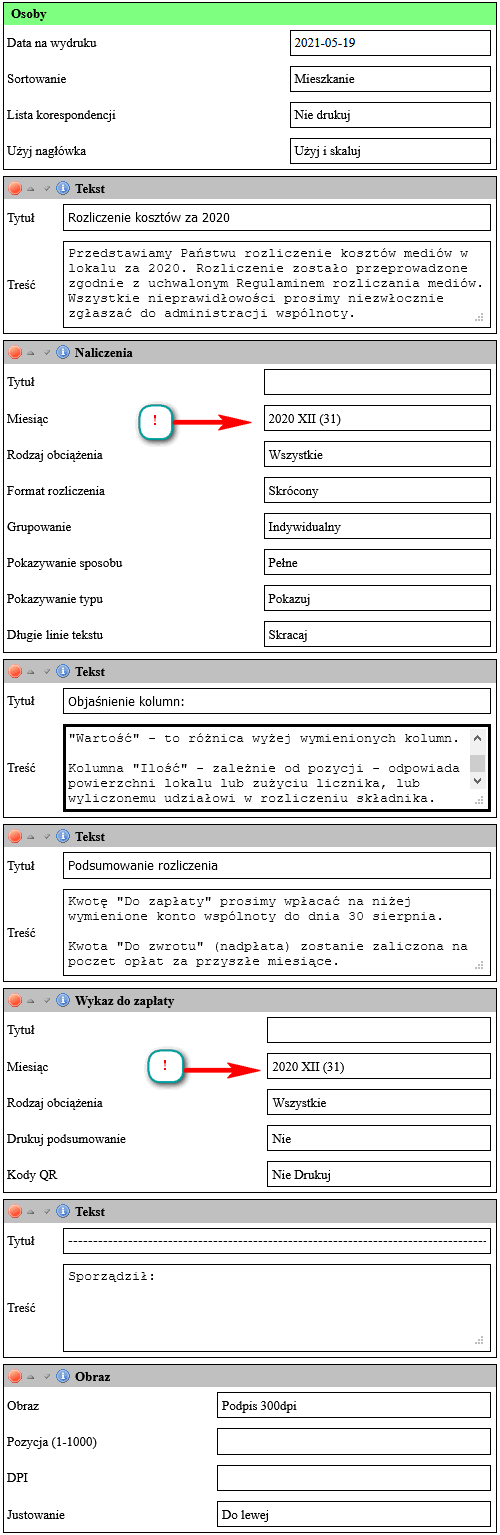 Osoby
Data na wydruku 2021-05-19
Sortowanie Mieszkanie
Lista korespondencji Nie drukuj
Użyj nagłówka Użyj i skaluj
Tekst
Tytuł Rozliczenie kosztów za 2020
Treść
Przedstawiamy Państwu rozliczenie kosztów mediów w
lokalu za 2020. Rozliczenie zostało przeprowadzone
zgodnie z uchwalonym Regulaminem rozliczania mediów.
Wszystkie nieprawidłowości prosimy niezwłocznie
zgłaszać do administracji wspólnoty.
Naliczenia
Tytuł
Miesiąc ! 2020 XII (31)
Rodzaj obciążenia Wszystkie
Format rozliczenia Skrócony
Grupowanie Indywidualny
Pokazywanie sposobu Pełne
Pokazywanie typu Pokazuj
Długie linie tekstu Skracaj
Tekst
Tytuł Objaśnienie kolumn:
Treść
"Wartość" - to różnica wyżej wymienionych kolumn.
Kolumna "Ilość" - zależnie od pozycji - odpowiada
powierzchni lokalu lub zużyciu licznika, lub
wyliczonemu udziałowi w rozliczeniu składnika.
Tekst
Tytuł Podsumowanie rozliczenia
Treść
Kwotę "Do zapłaty" prosimy wpłacać na niżej
wymienione konto wspólnoty do dnia 30 sierpnia.
Kwota "Do zwrotu" (nadpłata) zostanie zaliczona na
poczet opłat za przyszłe miesiące.
Wykaz do zapłaty
Tytuł
Miesiąc ! 2020 XII (31)
Rodzaj obciążenia Wszystkie
Drukuj podsumowanie Nie
Kody QR Nie Drukuj
Tekst
Tytuł --------------------------------------------------------------------------------
Treść
Sporządził:
Obraz
Obraz Podpis 300dpi
Pozycja (1-1000)
DPI
Justowanie Do lewej